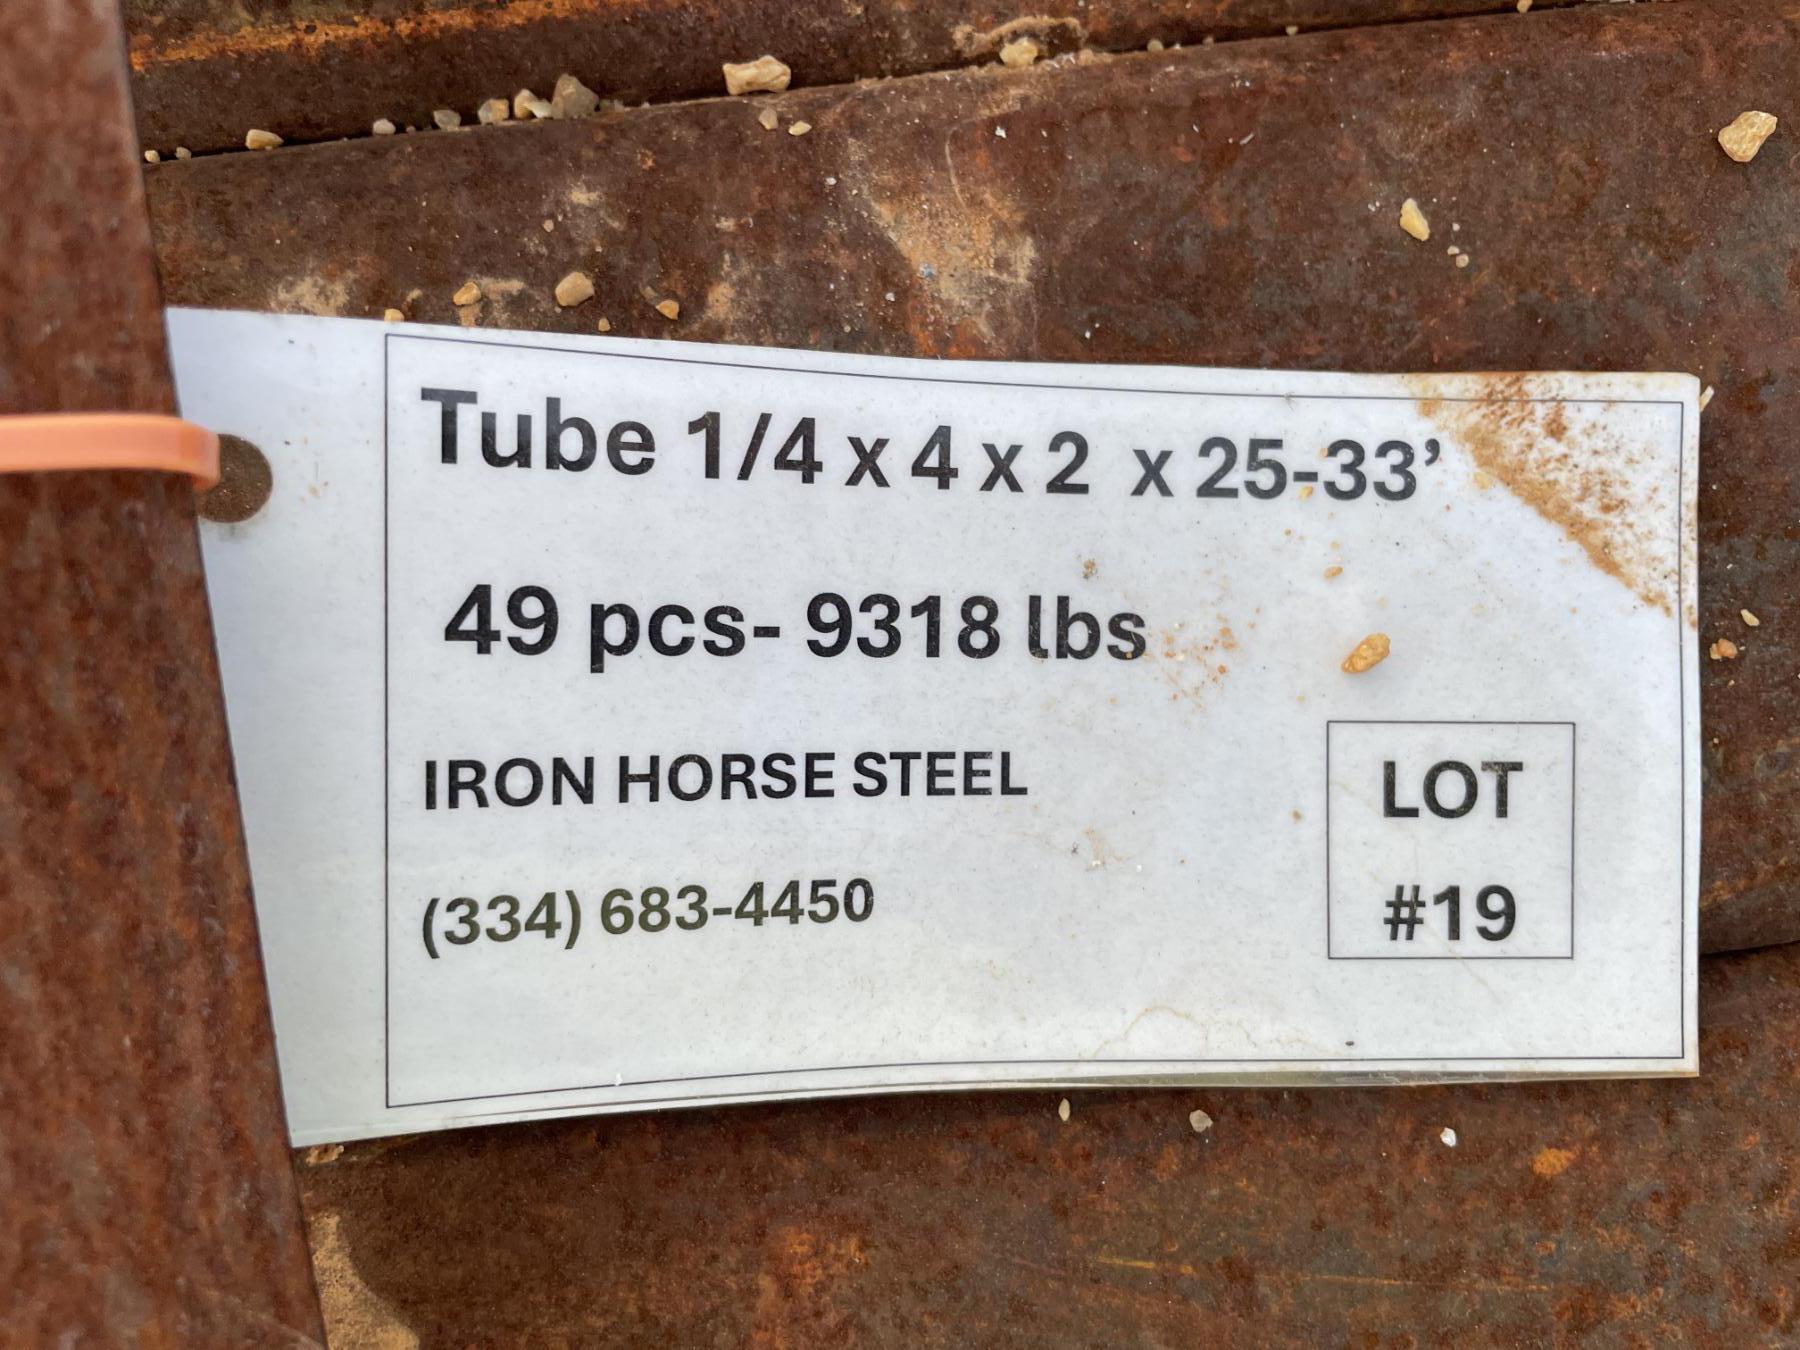 Tube 1/4 x 4 x 2 x 25-33’
49 pcs- 9318 lbs
IRON HORSE STEEL
(334) 683-4450
LOT
#19